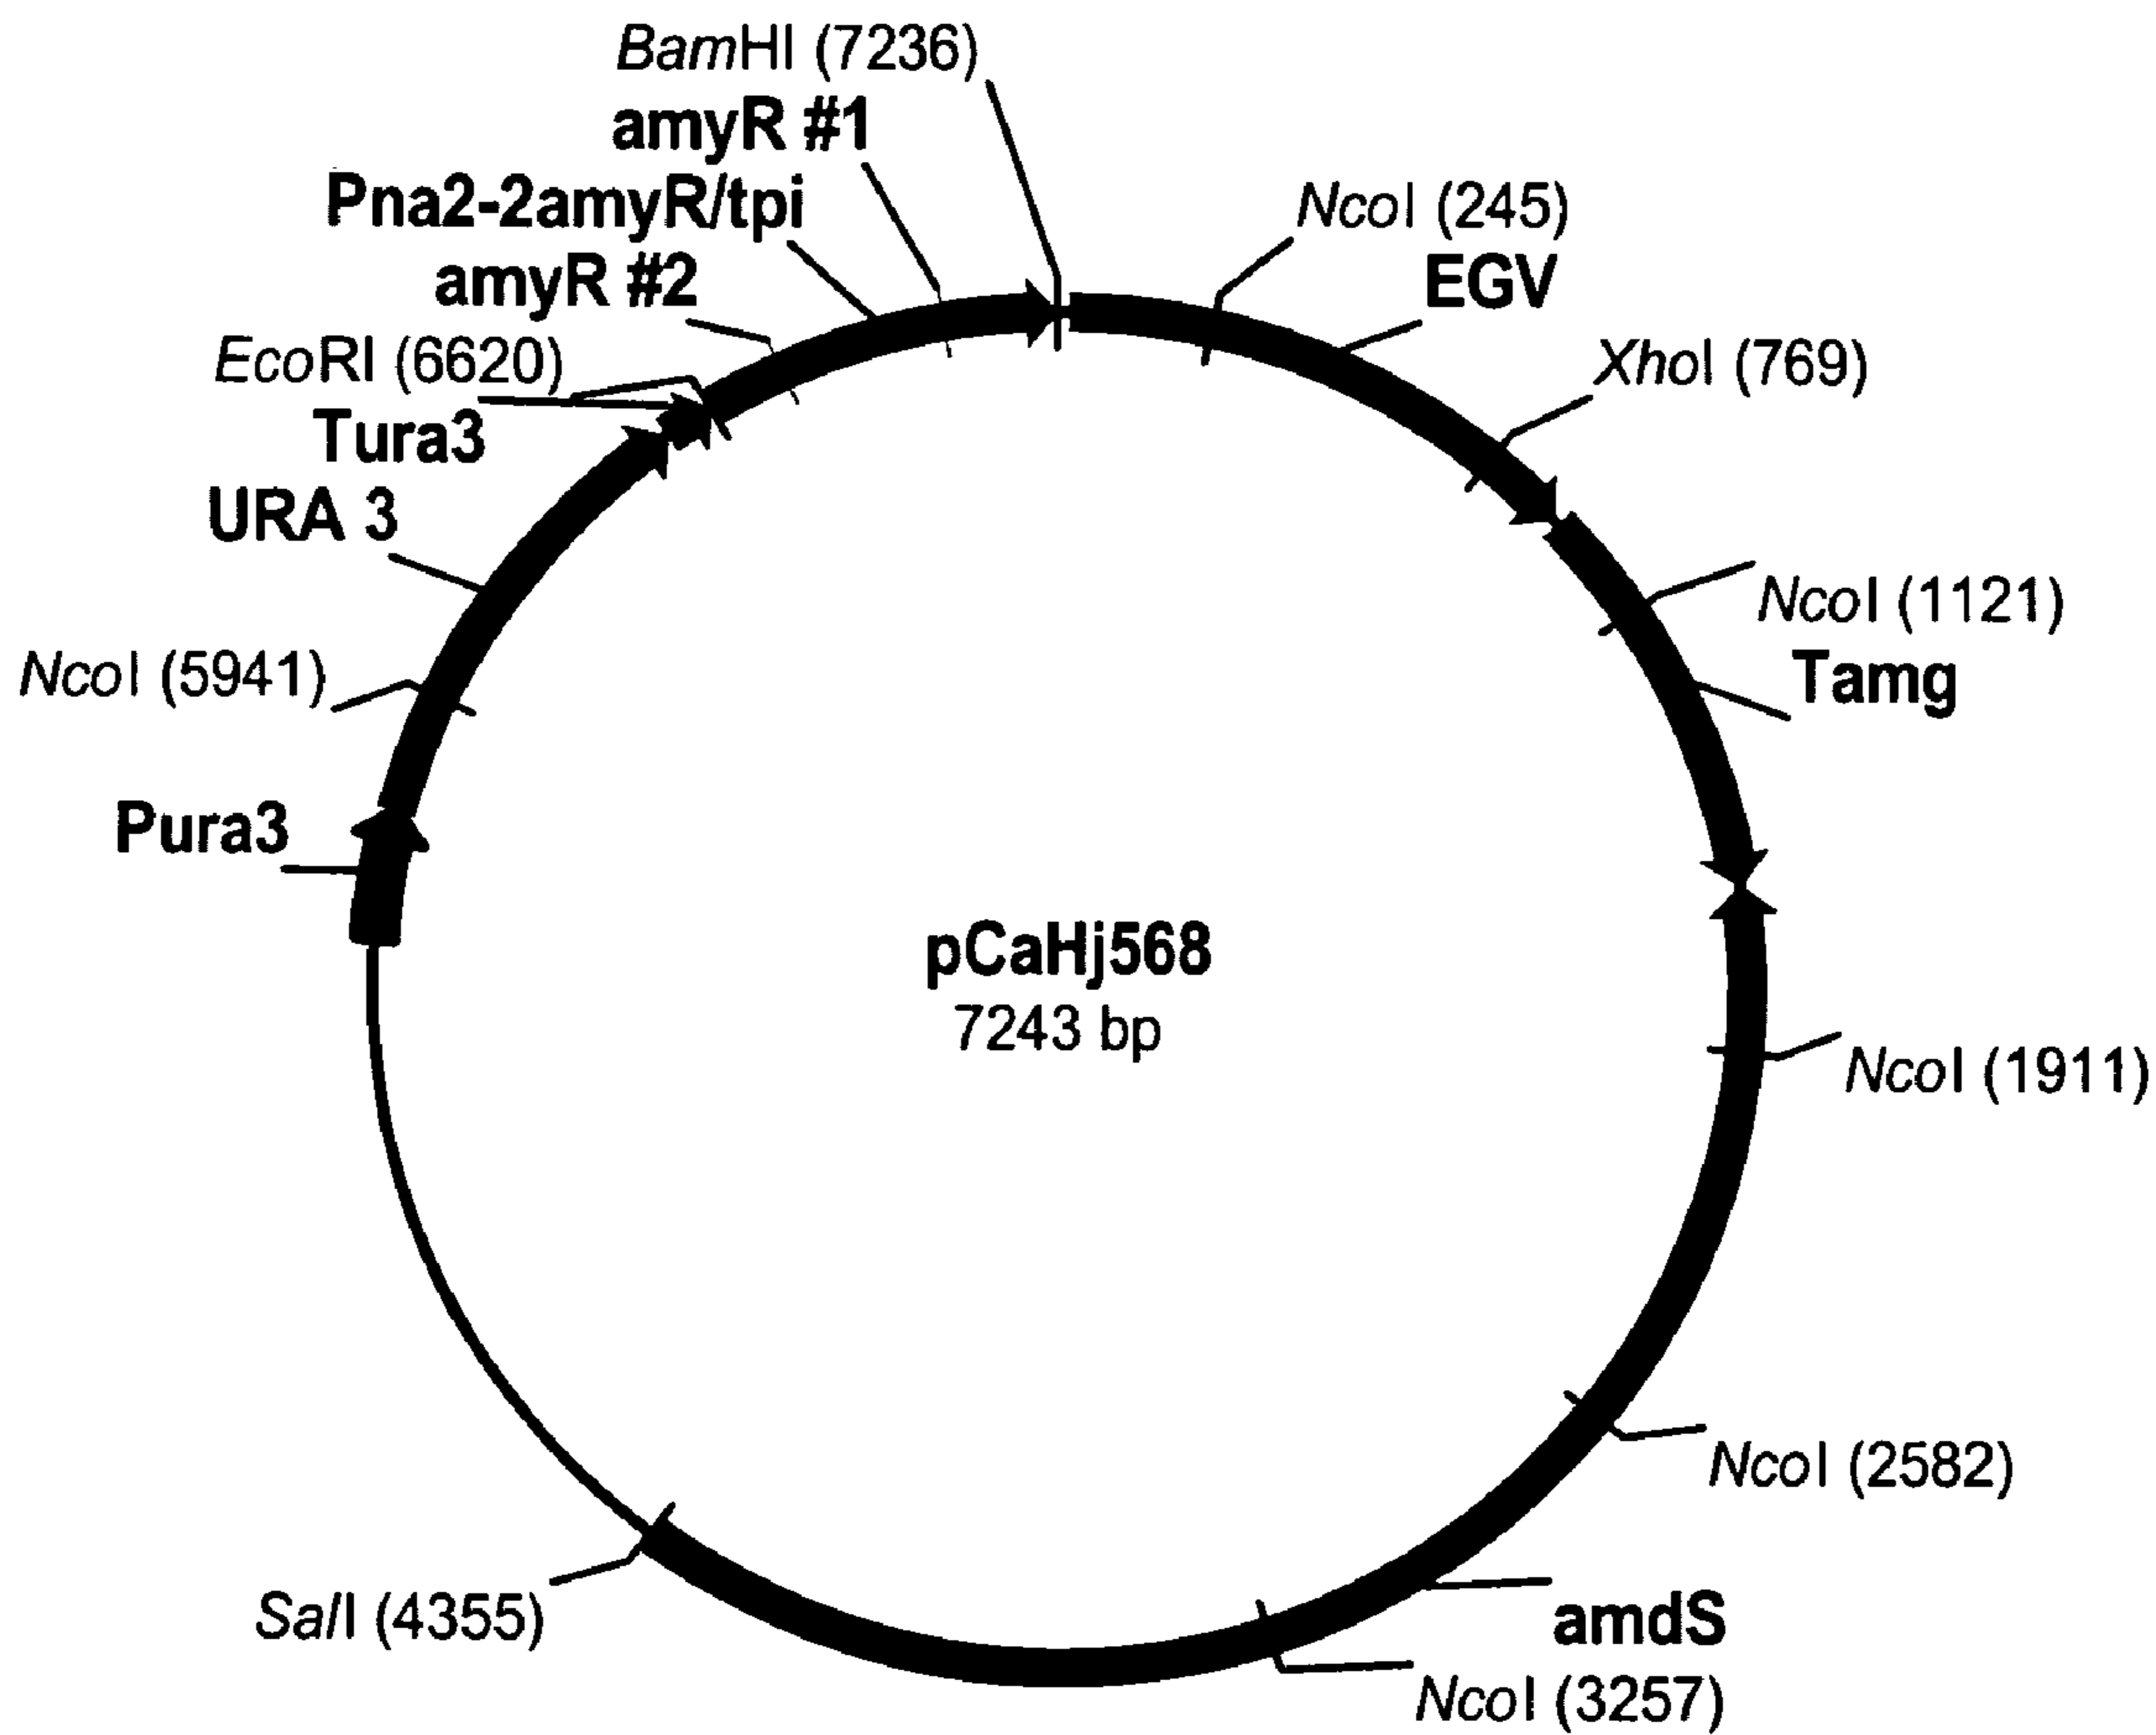 BamHI (7236)
amyR #1
Pna2-2amyR/tpi
amyR #2
EcoRI (6620)
Tura3
URA 3
NcoI (5941)
Pura3
NcoI (245)
EGV
XhoI (769)
NcoI (1121)
Tamg
pCaHj568
7243 bp
NcoI (1911)
NcoI (2582)
amdS
NcoI (3257)
SalI (4355)